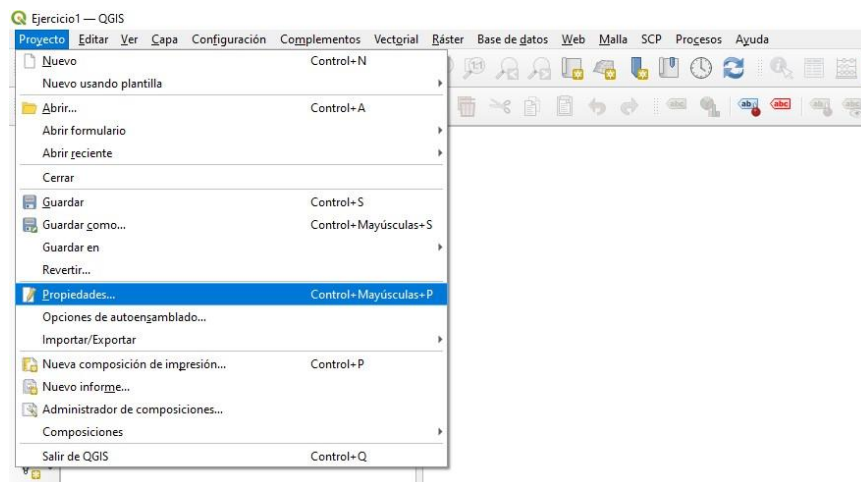 Ejercicio1 — QGIS
Proyecto Editar Ver Capa Configuración Complementos Vectorial Ráster Base de datos Web Malla SCP Procesos Ayuda
Nuevo Control+N
Nuevo usando plantilla
Abrir... Control+A
Abrir formulario
Abrir reciente
Cerrar
Guardar Control+S
Guardar como... Control+Mayúsculas+S
Guardar en
Revertir...
Propiedades... Control+Mayúsculas+P
Opciones de autoensamblado...
Importar/Exportar
Nueva composición de impresión... Control+P
Nuevo informe...
Administrador de composiciones...
Composiciones
Salir de QGIS Control+Q
abc
abc